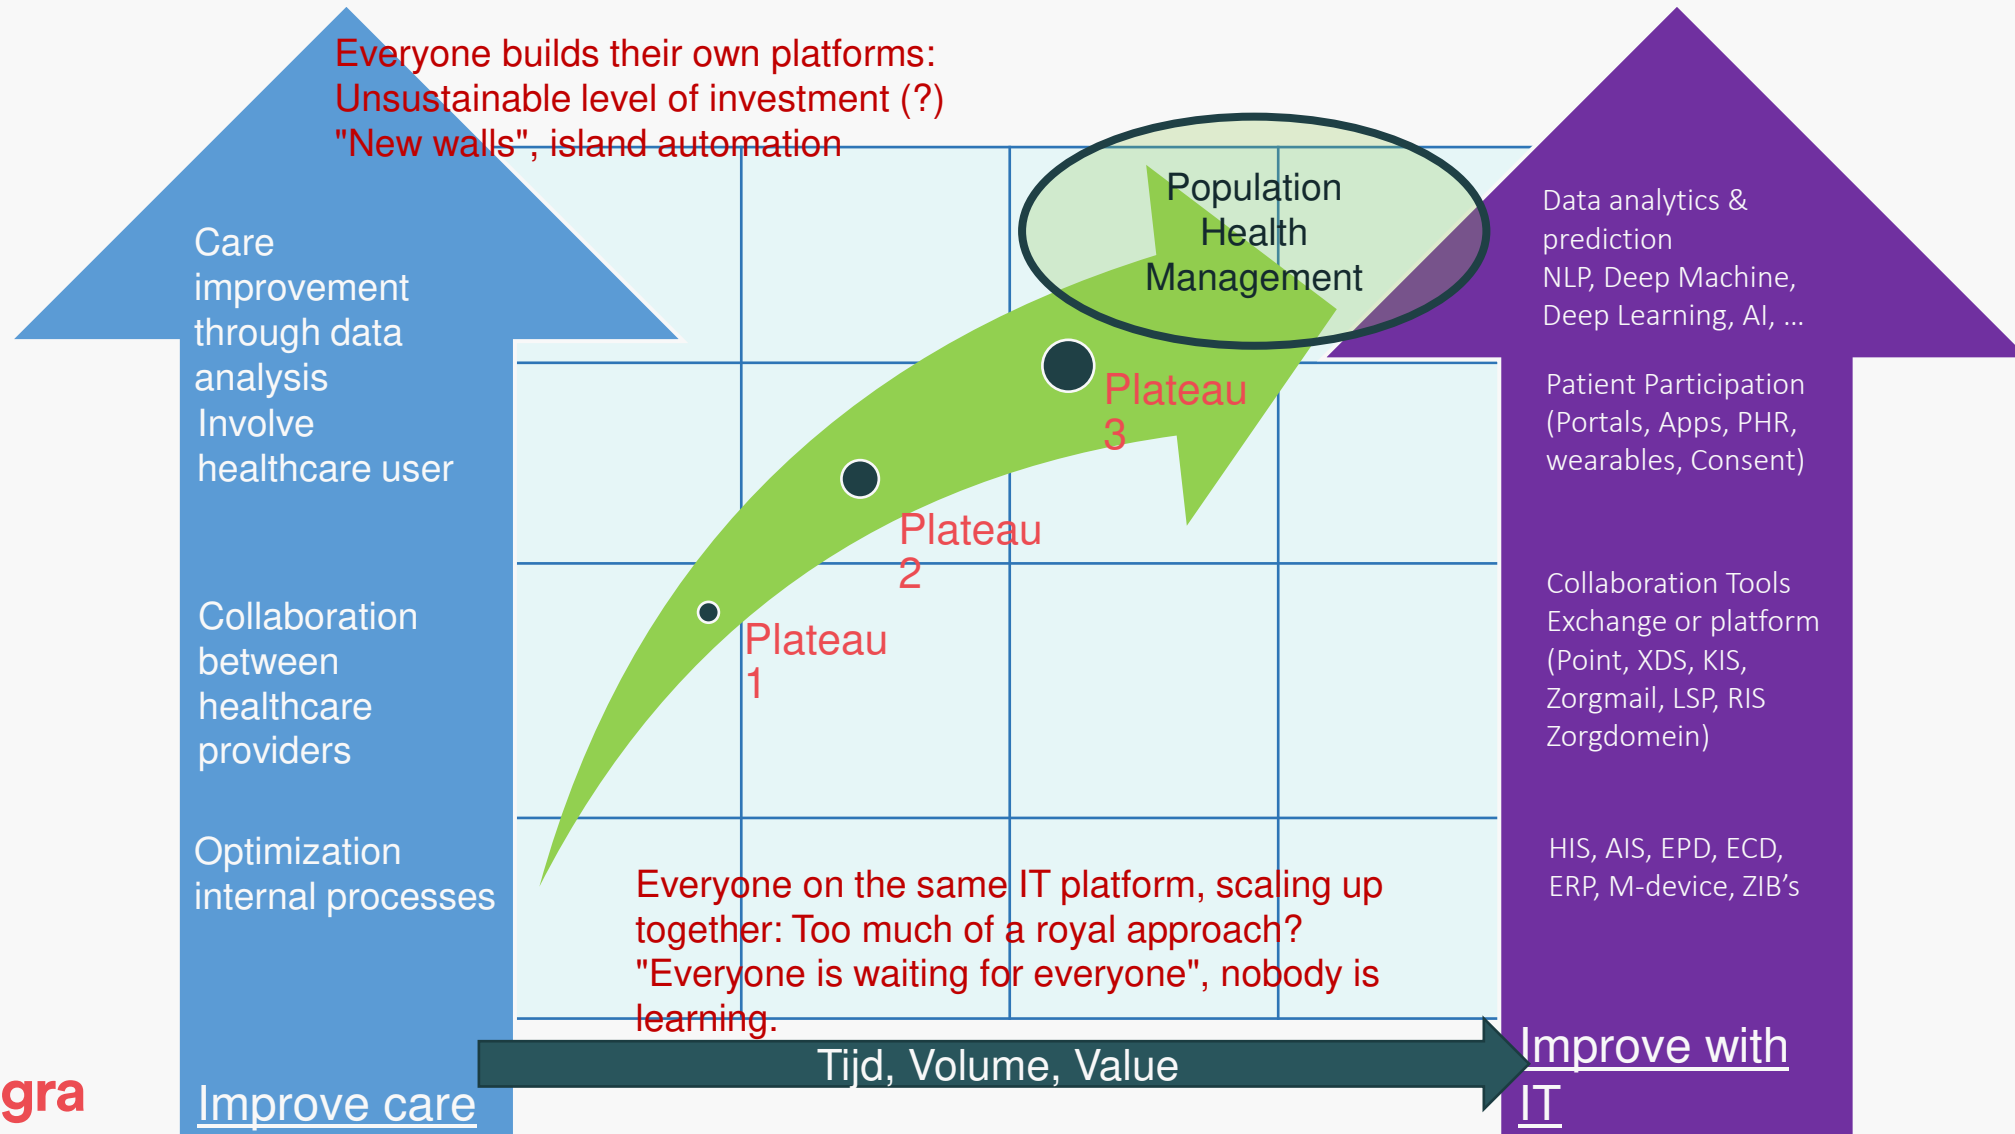 Everyone builds their own platforms:
Unsustainable level of investment (?)
"New walls", island automation
Care
improvement
through data
analysis
Involve
healthcare user
Collaboration
between
healthcare
providers
Optimization
internal processes
Improve care
Population
Health
Management
Plateau
3
Plateau
2
Plateau
1
Everyone on the same IT platform, scaling up
together: Too much of a royal approach?
"Everyone is waiting for everyone", nobody is
learning.
Tijd, Volume, Value
Data analytics &
prediction
NLP, Deep Machine,
Deep Learning, AI, ...
Patient Participation
(Portals, Apps, PHR,
wearables, Consent)
Collaboration Tools
Exchange or platform
(Point, XDS, KIS,
Zorgmail, LSP, RIS
Zorgdomein)
HIS, AIS, EPD, ECD,
ERP, M-device, ZIB’s
Improve with
IT
gra